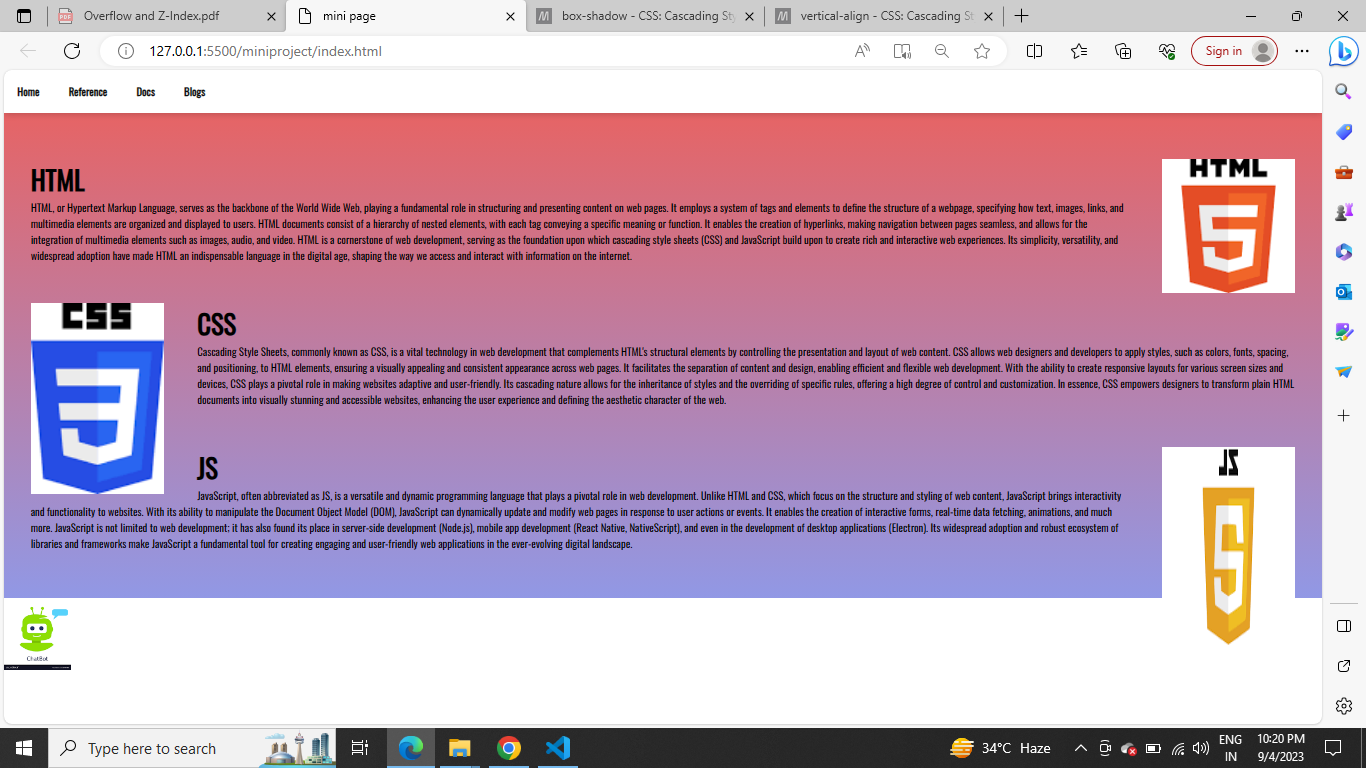 Overflow and Z-Index.pdf
mini page
box-shadow - CSS: Cascading Sty
vertical-align - CSS: Cascading St
127.0.0.1:5500/miniproject/index.html
Sign in
Home Reference Docs Blogs
HTML
HTML, or Hypertext Markup Language, serves as the backbone of the World Wide Web, playing a fundamental role in structuring and presenting content on web pages. It employs a system of tags and elements to define the structure of a webpage, specifying how text, images, links, and
multimedia elements are organized and displayed to users. HTML documents consist of a hierarchy of nested elements, with each tag conveying a specific meaning or function. It enables the creation of hyperlinks, making navigation between pages seamless, and allows for the
integration of multimedia elements such as images, audio, and video. HTML is a cornerstone of web development, serving as the foundation upon which cascading style sheets (CSS) and JavaScript build upon to create rich and interactive web experiences. Its simplicity, versatility, and
widespread adoption have made HTML an indispensable language in the digital age, shaping the way we access and interact with information on the internet.
HTML
5
CSS
3
CSS
Cascading Style Sheets, commonly known as CSS, is a vital technology in web development that complements HTML's structural elements by controlling the presentation and layout of web content. CSS allows web designers and developers to apply styles, such as colors, fonts, spacing,
and positioning, to HTML elements, ensuring a visually appealing and consistent appearance across web pages. It facilitates the separation of content and design, enabling efficient and flexible web development. With the ability to create responsive layouts for various screen sizes and
devices, CSS plays a pivotal role in making websites adaptive and user-friendly. Its cascading nature allows for the inheritance of styles and the overriding of specific rules, offering a high degree of control and customization. In essence, CSS empowers designers to transform plain HTML
documents into visually stunning and accessible websites, enhancing the user experience and defining the aesthetic character of the web.
JS
JavaScript, often abbreviated as JS, is a versatile and dynamic programming language that plays a pivotal role in web development. Unlike HTML and CSS, which focus on the structure and styling of web content, JavaScript brings interactivity
and functionality to websites. With its ability to manipulate the Document Object Model (DOM), JavaScript can dynamically update and modify web pages in response to user actions or events. It enables the creation of interactive forms, real-time data fetching, animations, and much
more. JavaScript is not limited to web development; it has also found its place in server-side development (Node.js), mobile app development (React Native, NativeScript), and even in the development of desktop applications (Electron). Its widespread adoption and robust ecosystem of
libraries and frameworks make JavaScript a fundamental tool for creating engaging and user-friendly web applications in the ever-evolving digital landscape.
JS
S
ChatBot
Type here to search
34°C Haze
ENG
IN
10:20 PM
9/4/2023